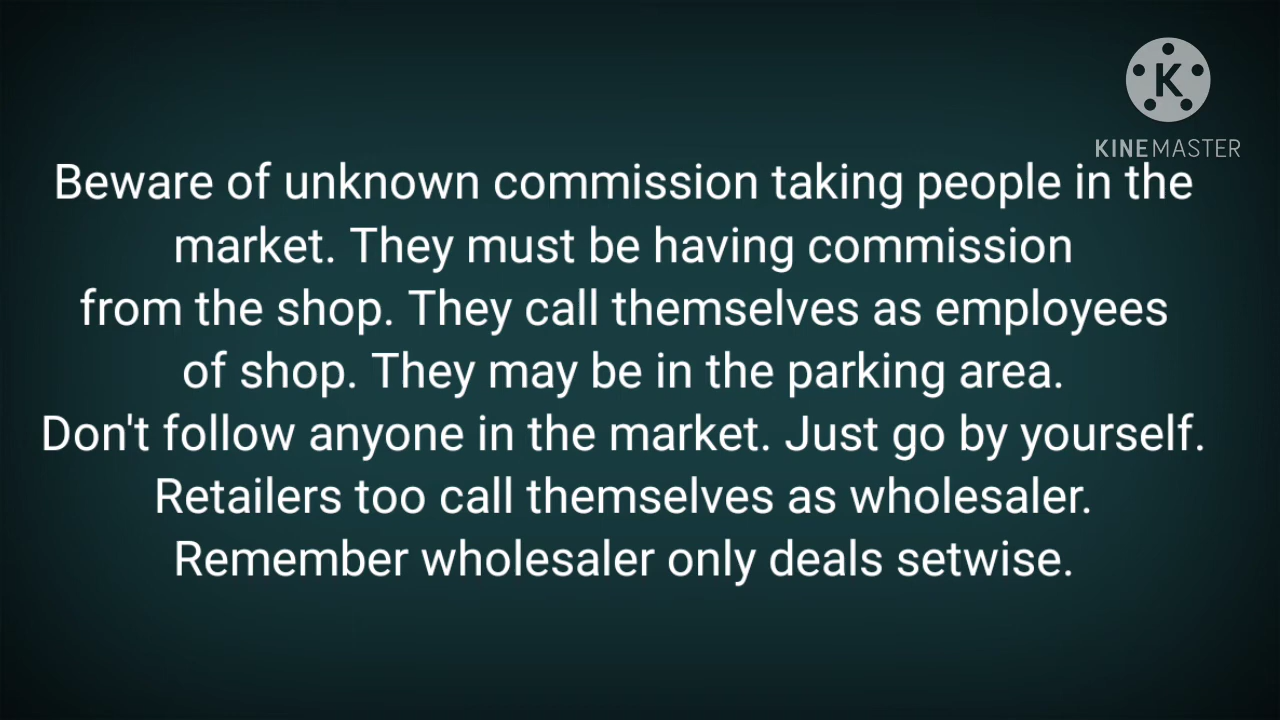 K
KINEMASTER
Beware of unknown commission taking people in the
market. They must be having commission
from the shop. They call themselves as employees
of shop. They may be in the parking area.
Don't follow anyone in the market. Just go by yourself.
Retailers too call themselves as wholesaler.
Remember wholesaler only deals setwise.